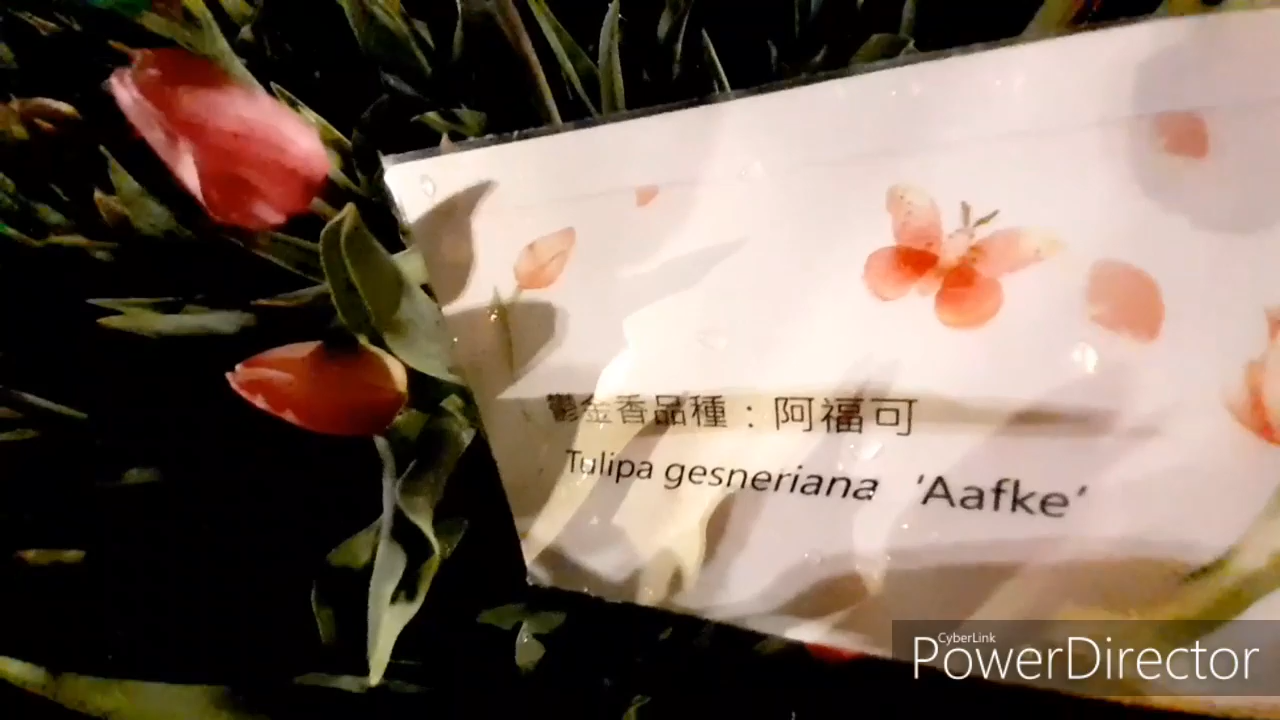 鬱金香品種：阿福可
Tulipa gesneriana 'Aafke'
CyberLink
PowerDirector